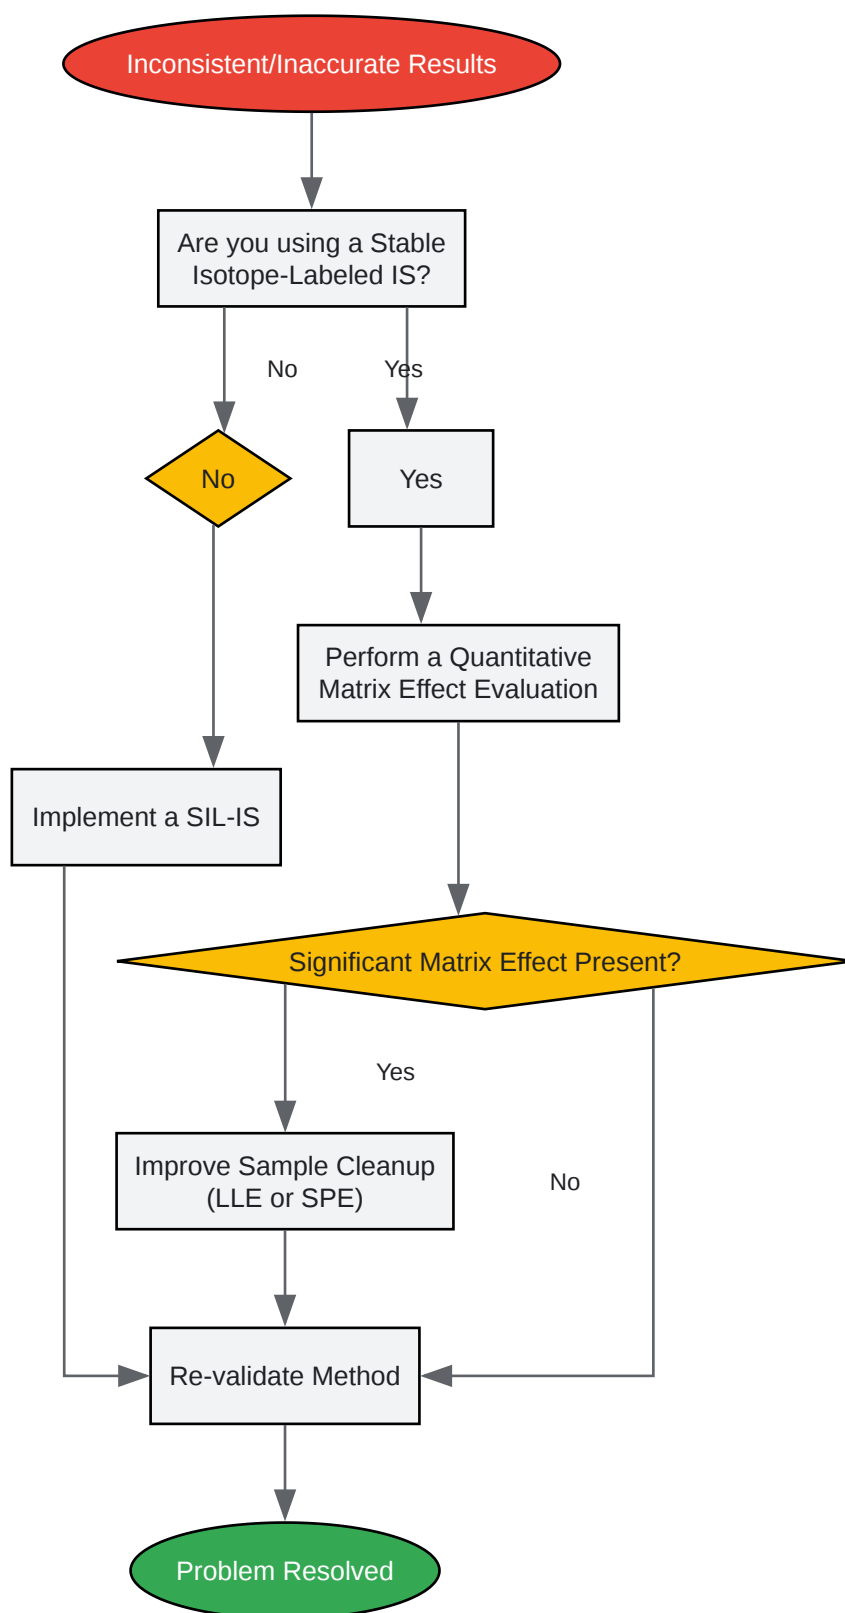 Inconsistent/Inaccurate Results
Are you using a Stable
Isotope-Labeled IS?
No
Yes
No
Yes
Perform a Quantitative
Matrix Effect Evaluation
Implement a SIL-IS
Significant Matrix Effect Present?
Yes
Improve Sample Cleanup
(LLE or SPE)
No
Re-validate Method
Problem Resolved